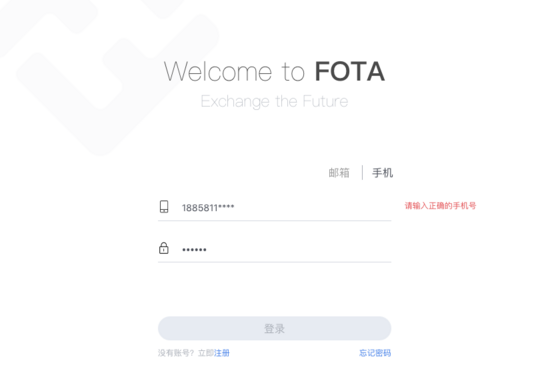 Welcome to FOTA
Exchange the Future
邮箱 手机
1885811****
请输入正确的手机号
••••••
登录
没有账号？立即注册
忘记密码